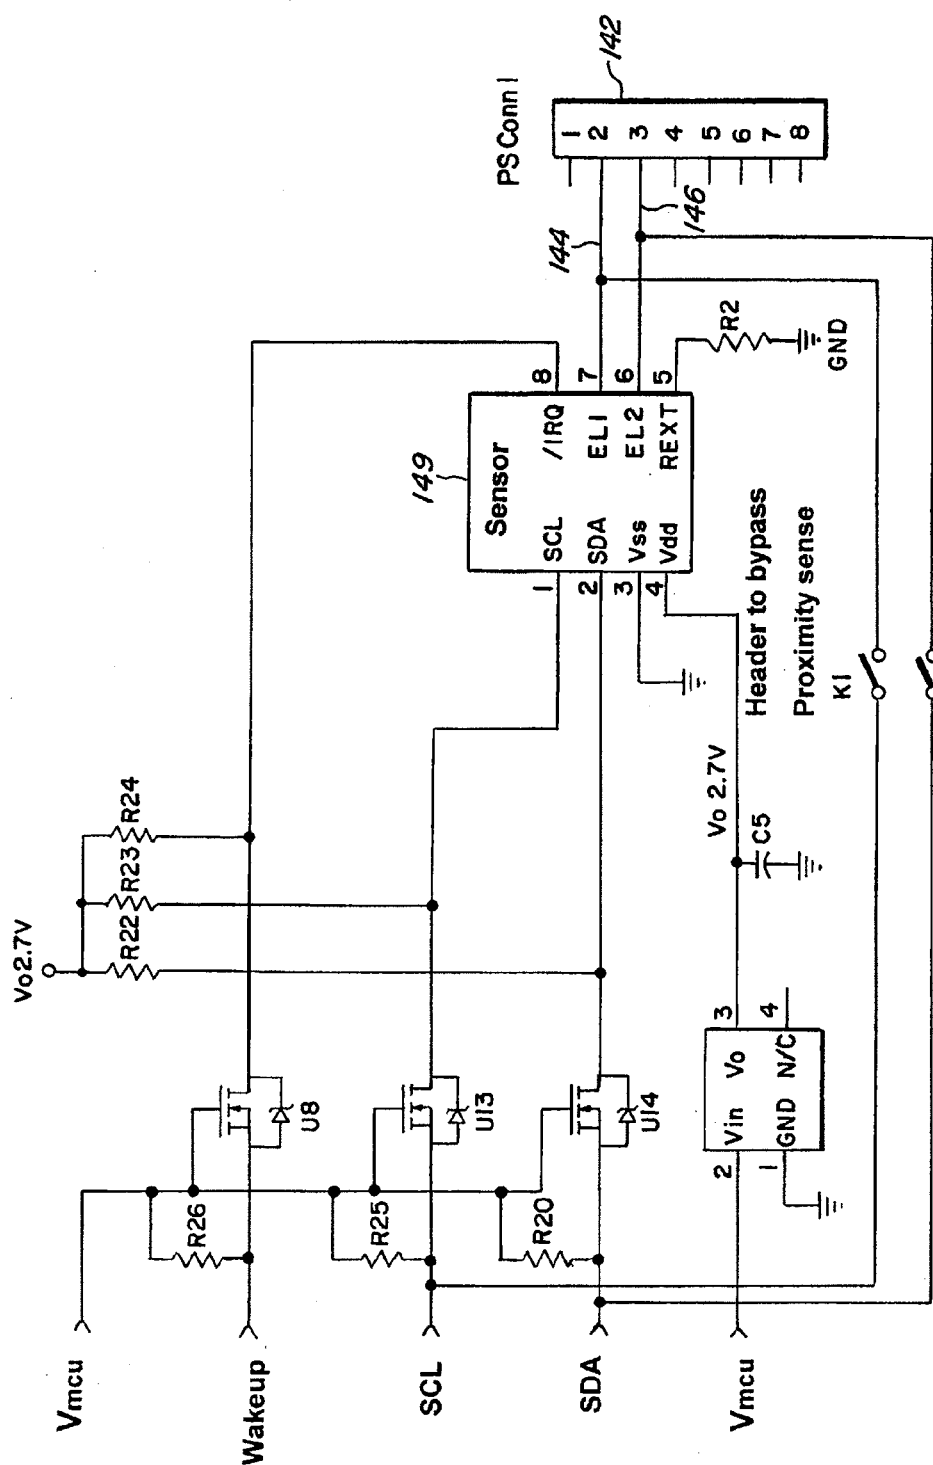 Vo2.7V
R22
R23
R24
Vmcu
Wakeup
SCL
SDA
Vmcu
R26
R25
R20
U8
U13
U14
149
Sensor
SCL
SDA
Vss
Vdd
/IRQ
EL1
EL2
REXT
1
2
3
4
8
7
6
5
R2
GND
144
146
PS Conn 1
142
1
2
3
4
5
6
7
8
Vin
Vo
GND
N/C
2
1
3
4
Vo 2.7V
C5
Header to bypass
Proximity sense
K1